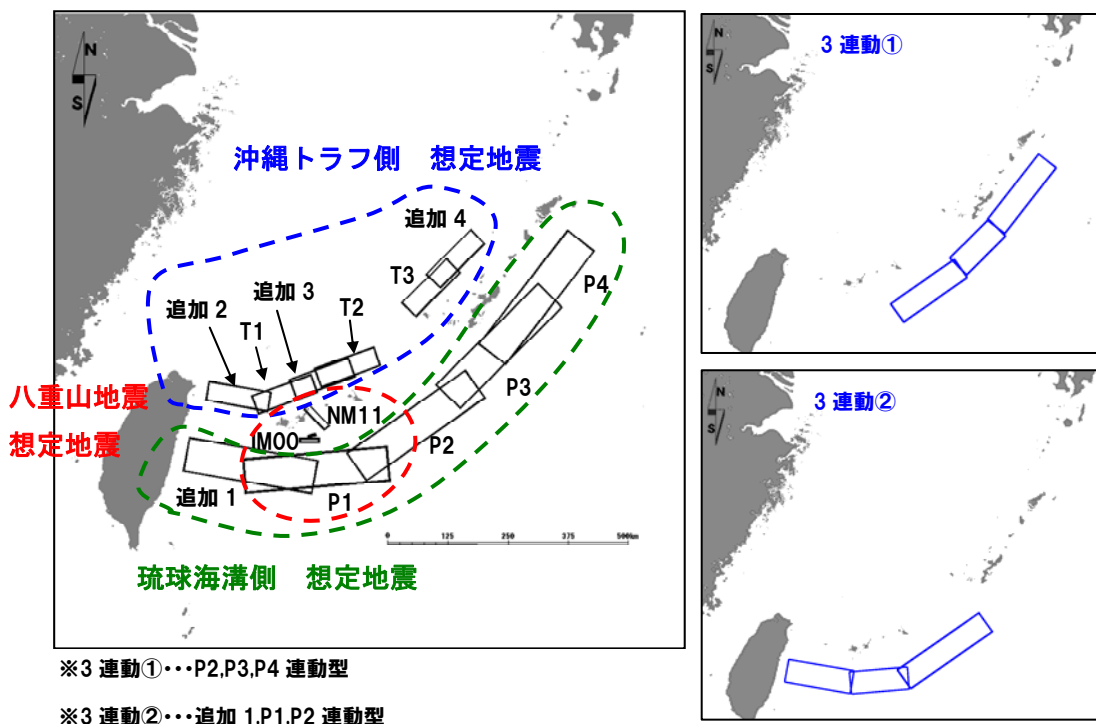 N
S
沖縄トラフ側 想定地震
追加 4
T3
P4
追加 3
追加 2
T1
T2
八重山地震
想定地震
NM11
IM00
P3
P2
追加 1
P1
0 125 250 375 500km
琉球海溝側 想定地震
※3 連動①・・・P2,P3,P4 連動型
※3 連動②・・・追加 1,P1,P2 連動型
3 連動①
N
S
3 連動②
N
S